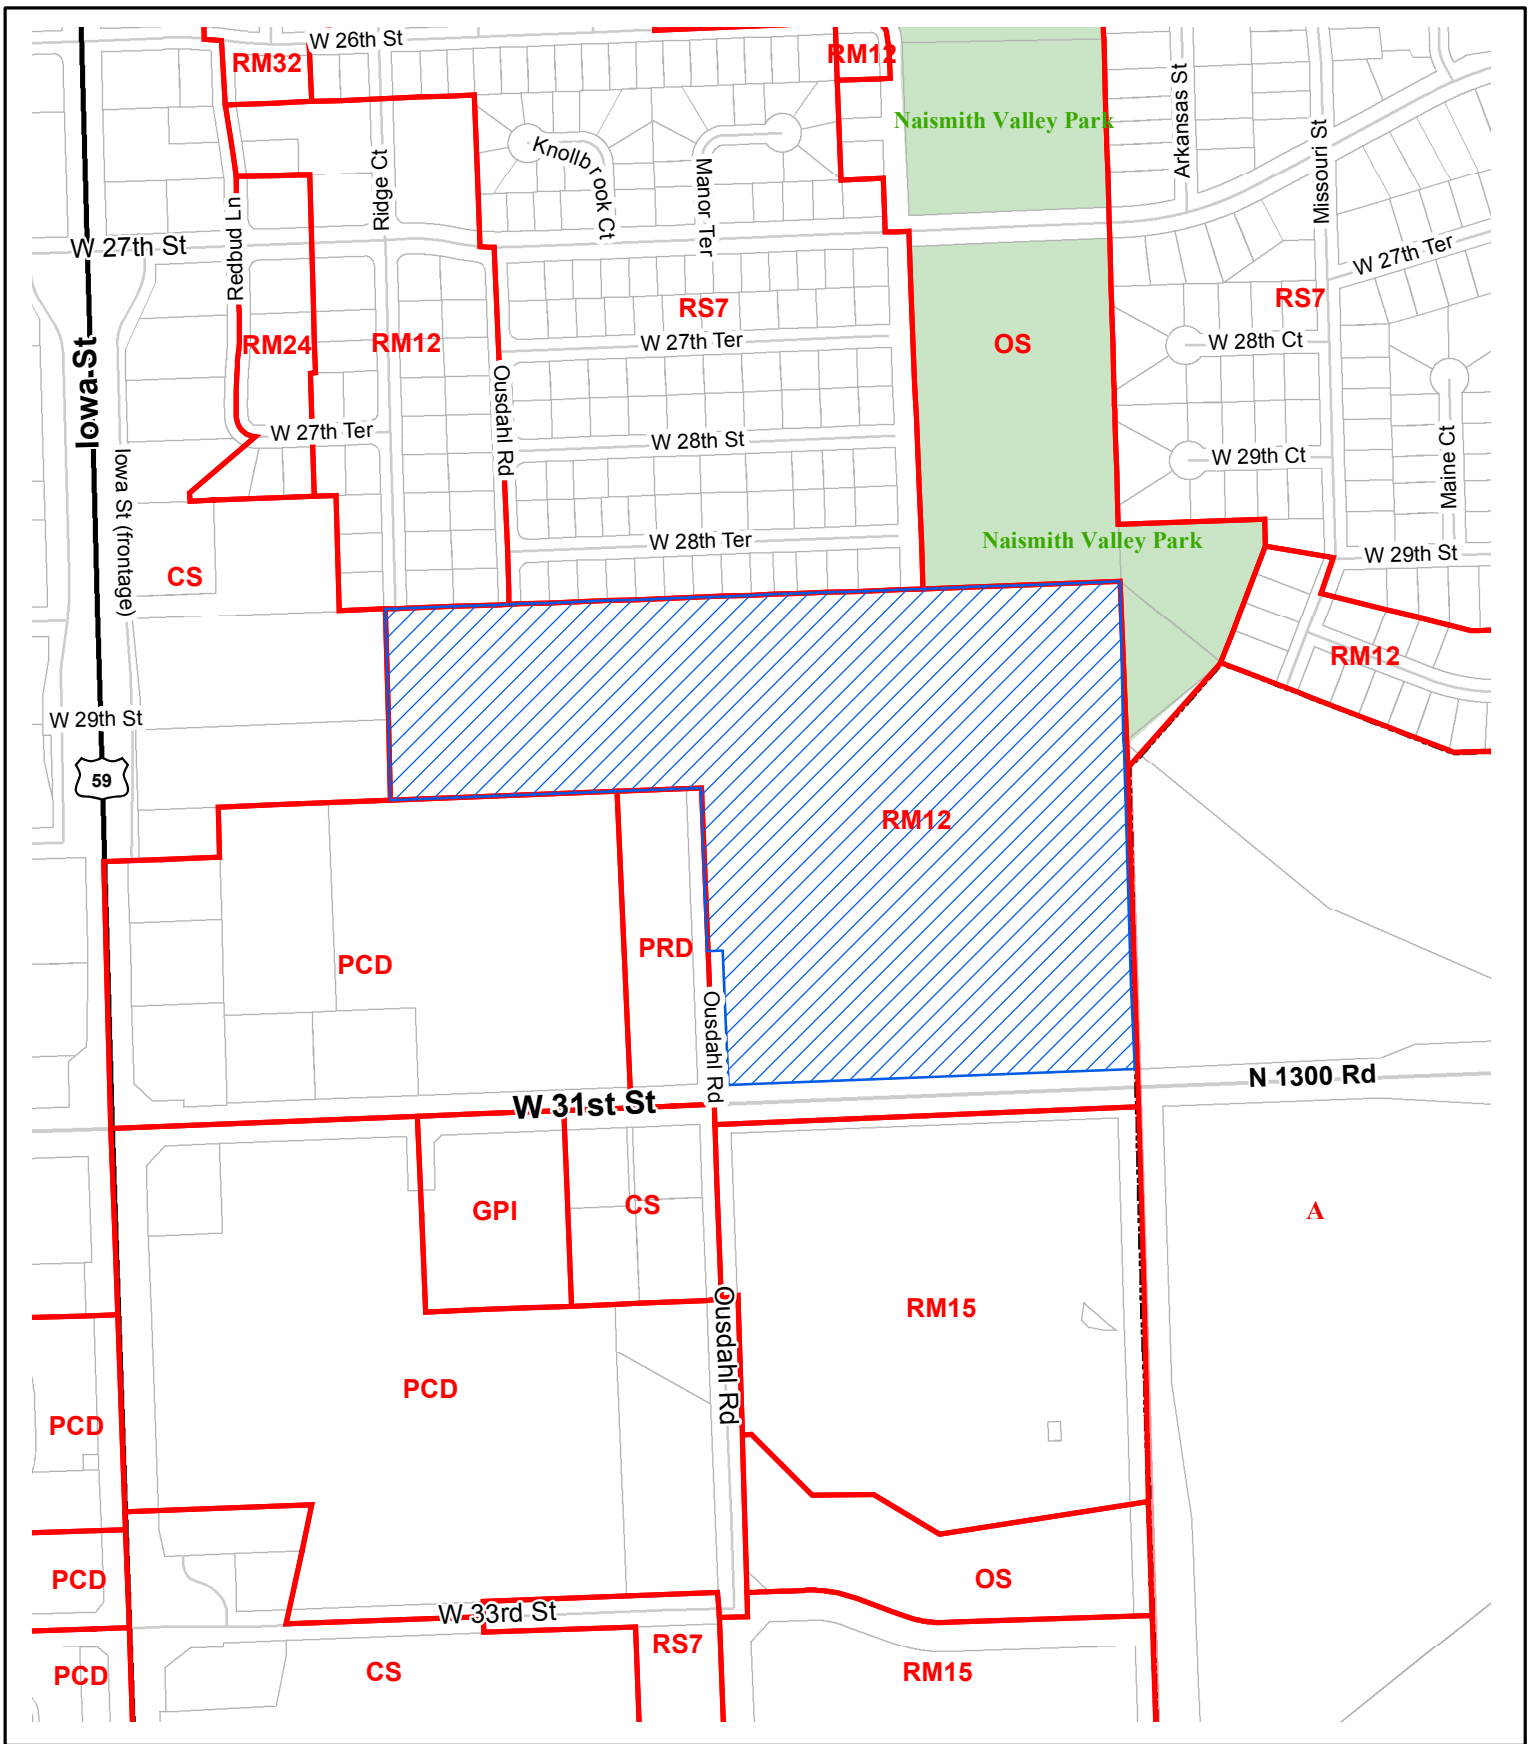 W 26th St
RM32
RM12
Arkansas St
Naismith Valley Park
Knollbrook Ct
Ridge Ct
Manor Ter
Missouri St
Redbud Ln
W 27th St
W 27th Ter
RS7
RS7
RM24
RM12
W 27th Ter
OS
W 28th Ct
Iowa St
Ousdahl Rd
W 27th Ter
W 28th St
W 29th Ct
Maine Ct
Iowa St (frontage)
W 28th Ter
Naismith Valley Park
W 29th St
CS
RM12
W 29th St
59
RM12
PRD
PCD
Ousdahl Rd
N 1300 Rd
W 31st St
GPI
CS
A
RM15
Ousdahl Rd
PCD
PCD
PCD
OS
W 33rd St
RS7
PCD
CS
RM15